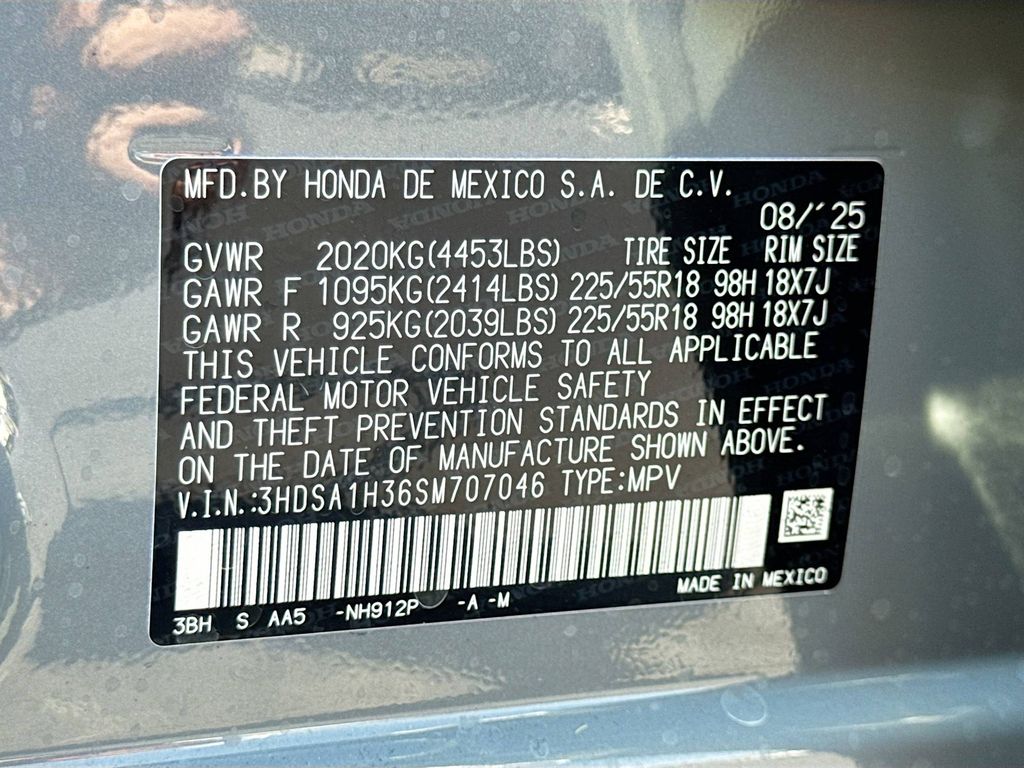 MFD.BY HONDA DE MEXICO S.A. DE C.V.
08/'25
GVWR 2020KG(4453LBS) TIRE SIZE RIM SIZE
GAWR F 1095KG(2414LBS) 225/55R18 98H 18X7J
GAWR R 925KG(2039LBS) 225/55R18 98H 18X7J
THIS VEHICLE CONFORMS TO ALL APPLICABLE
FEDERAL MOTOR VEHICLE SAFETY
AND THEFT PREVENTION STANDARDS IN EFFECT
ON THE DATE OF MANUFACTURE SHOWN ABOVE.
V.I.N.:3HDSA1H36SM707046 TYPE:MPV
MADE IN MEXICO
3BH S AA5 -NH912P -A -M